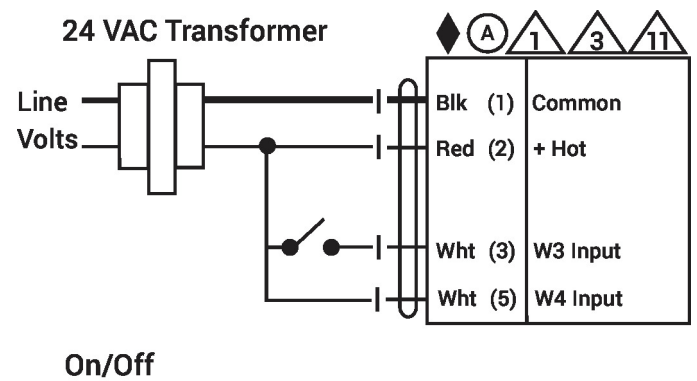 24 VAC Transformer
A 1 3 11
Line
Volts
Blk (1) Common
Red (2) + Hot
Wht (3) W3 Input
Wht (5) W4 Input
On/Off